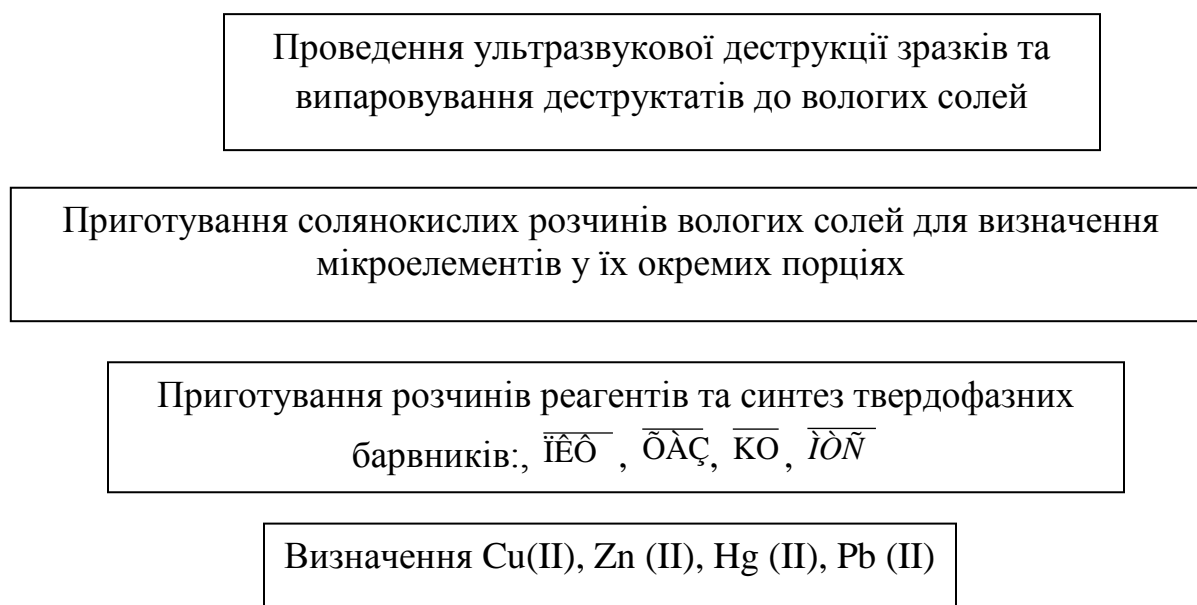 Проведення ультразвукової деструкції зразків та
випаровування деструктатів до вологих солей
Приготування солянокислих розчинів вологих солей для визначення
мікроелементів у їх окремих порціях
Приготування розчинів реагентів та синтез твердофазних
барвників:, ÏÊÔ , ÕÀÇ, KO, ÌÒÑ
Визначення Cu(II), Zn (II), Hg (II), Pb (II)